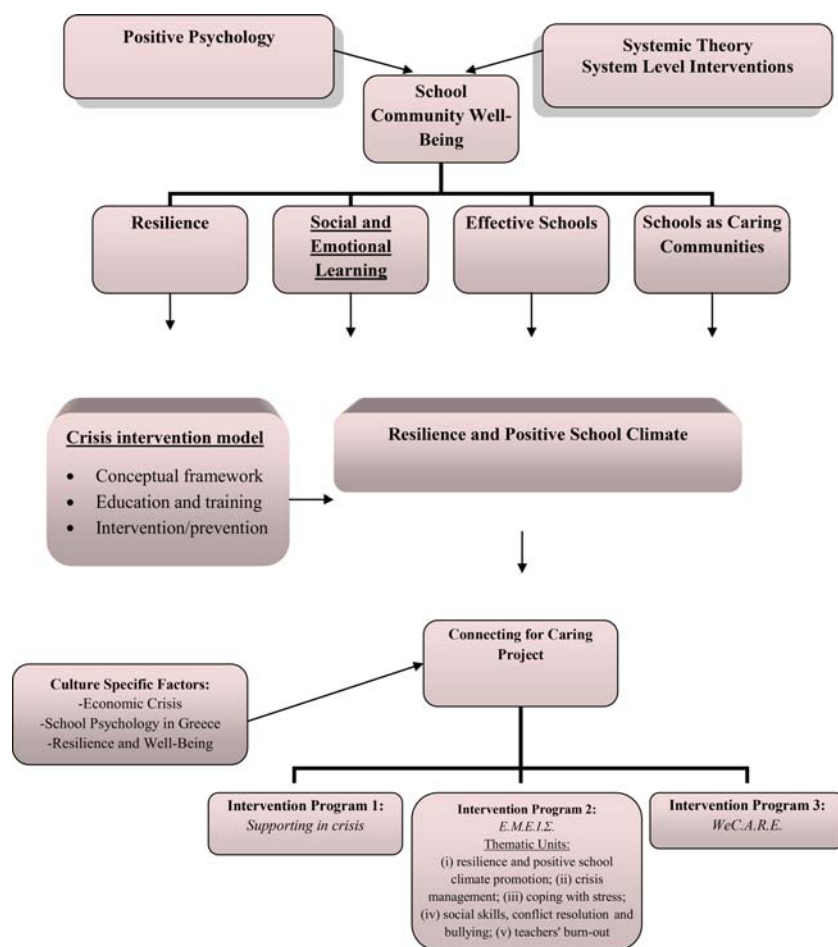 Positive Psychology
Systemic Theory
System Level Interventions
School
Community Well-
Being
Resilience
Social and
Emotional
Learning
Effective Schools
Schools as Caring
Communities
Crisis intervention model
• Conceptual framework
• Education and training
• Intervention/prevention
Resilience and Positive School Climate
Connecting for Caring
Project
Culture Specific Factors:
-Economic Crisis
-School Psychology in Greece
-Resilience and Well-Being
Intervention Program 1:
Supporting in crisis
Intervention Program 2:
Ε.Μ.Ε.Ι.Σ.
Thematic Units:
(i) resilience and positive school
climate promotion; (ii) crisis
management; (iii) coping with stress;
(iv) social skills, conflict resolution and
bullying; (v) teachers' burn-out
Intervention Program 3:
WeC.A.R.E.